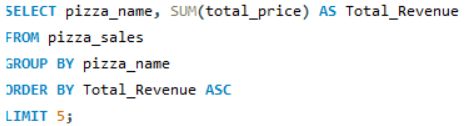 SELECT pizza_name, SUM(total_price) AS Total_Revenue
FROM pizza_sales
GROUP BY pizza_name
ORDER BY Total_Revenue ASC
LIMIT 5;